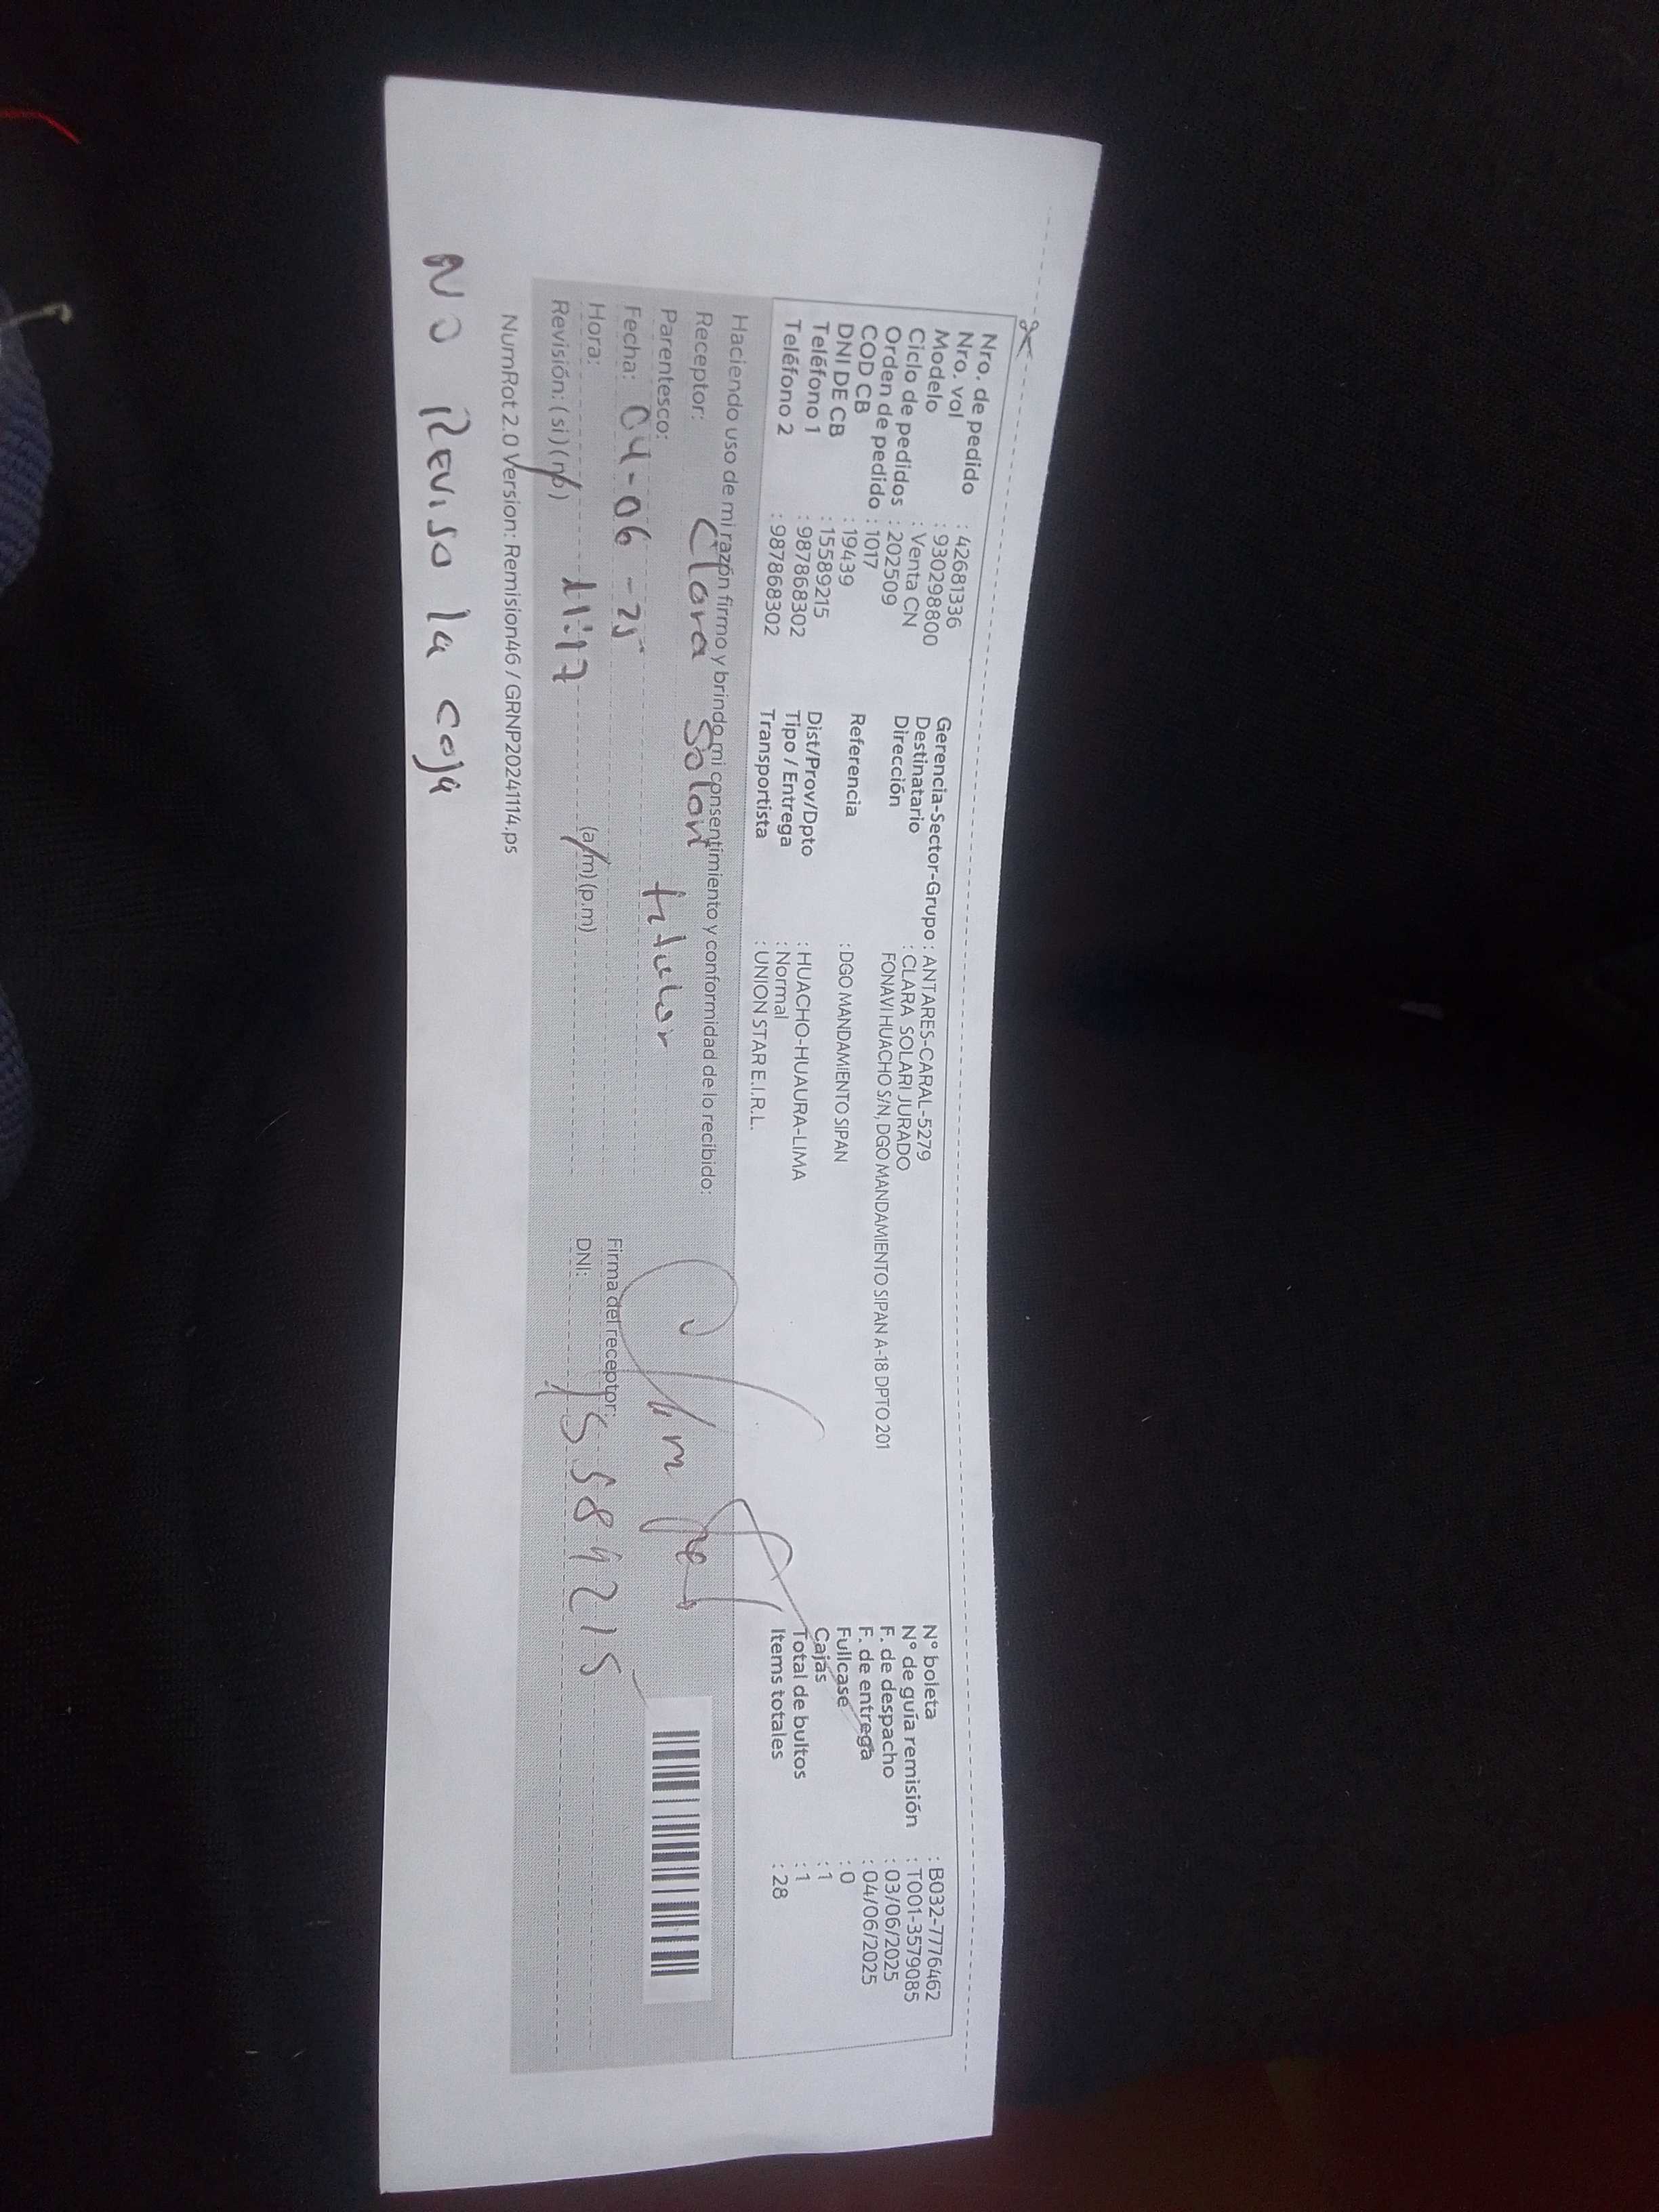 Nro. de pedido : 42681336
Nro. vol : 930298800
Modelo : Venta CN
Ciclo de pedidos : 202509
Orden de pedido : 1017
COD CB : 19439
DNI DE CB : 15589215
Teléfono 1 : 987868302
Teléfono 2 : 987868302
Gerencia-Sector-Grupo : ANTARES-CARAL-5279
Destinatario : CLARA SOLARI JURADO
Dirección FONAVI HUACHO S/N, DGO MANDAMIENTO SIPAN A-18 DPTO 201
Referencia : DGO MANDAMIENTO SIPAN
Dist/Prov/Dpto : HUACHO-HUAURA-LIMA
Tipo / Entrega : Normal
Transportista : UNION STAR E.I.R.L.
N° boleta : B032-7776462
N° de guía remisión : T001-3579085
F. de despacho : 03/06/2025
F. de entrega : 04/06/2025
Fullcase : 0
Cajas : 1
Total de bultos : 1
Items totales : 28
Haciendo uso de mi razón firmo y brindo mi consentimiento y conformidad de lo recibido:
Receptor: Clara Solari
Parentesco: titular
Fecha: 04-06-25
Hora: 11:17 (a.m) (p.m)
Revisión: (si) (no)
Firma del receptor:
DNI: 15589215
NumRot 2.0 Version: Remision46 / GRNP20241114.ps
NO Reviso la caja